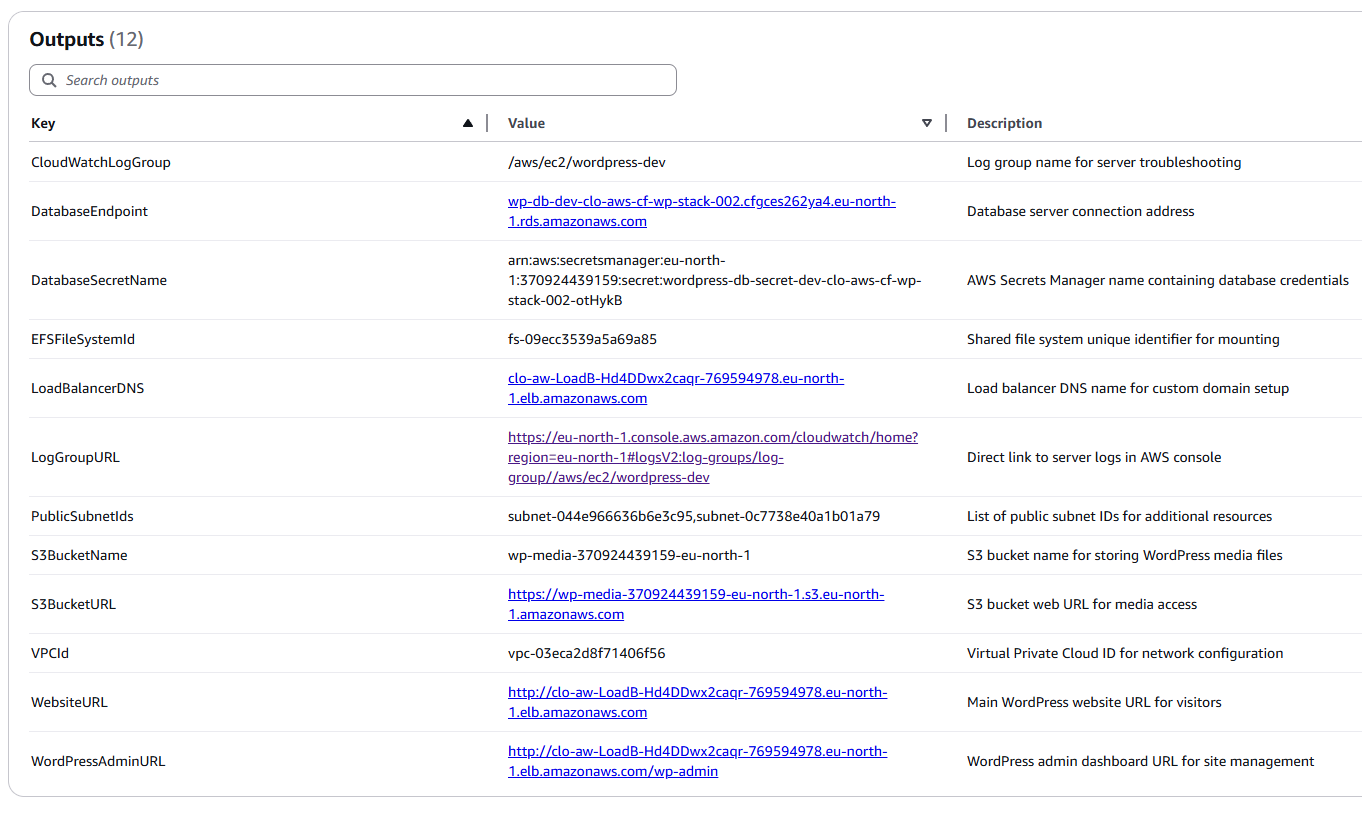 Outputs (12)
Search outputs
Key Value Description
CloudWatchLogGroup /aws/ec2/wordpress-dev Log group name for server troubleshooting
DatabaseEndpoint wp-db-dev-clo-aws-cf-wp-stack-002.cfgces262ya4.eu-north-
1.rds.amazonaws.com Database server connection address
DatabaseSecretName arn:aws:secretsmanager:eu-north-
1:370924439159:secret:wordpress-db-secret-dev-clo-aws-cf-wp-
stack-002-otHykB AWS Secrets Manager name containing database credentials
EFSFileSystemId fs-09ecc3539a5a69a85 Shared file system unique identifier for mounting
LoadBalancerDNS clo-aw-LoadB-Hd4DDwx2caqr-769594978.eu-north-
1.elb.amazonaws.com Load balancer DNS name for custom domain setup
LogGroupURL https://eu-north-1.console.aws.amazon.com/cloudwatch/home?
region=eu-north-1#logsV2:log-groups/log-
group//aws/ec2/wordpress-dev Direct link to server logs in AWS console
PublicSubnetIds subnet-044e966636b6e3c95,subnet-0c7738e40a1b01a79 List of public subnet IDs for additional resources
S3BucketName wp-media-370924439159-eu-north-1 S3 bucket name for storing WordPress media files
S3BucketURL https://wp-media-370924439159-eu-north-1.s3.eu-north-
1.amazonaws.com S3 bucket web URL for media access
VPCId vpc-03eca2d8f71406f56 Virtual Private Cloud ID for network configuration
WebsiteURL http://clo-aw-LoadB-Hd4DDwx2caqr-769594978.eu-north-
1.elb.amazonaws.com Main WordPress website URL for visitors
WordPressAdminURL http://clo-aw-LoadB-Hd4DDwx2caqr-769594978.eu-north-
1.elb.amazonaws.com/wp-admin WordPress admin dashboard URL for site management